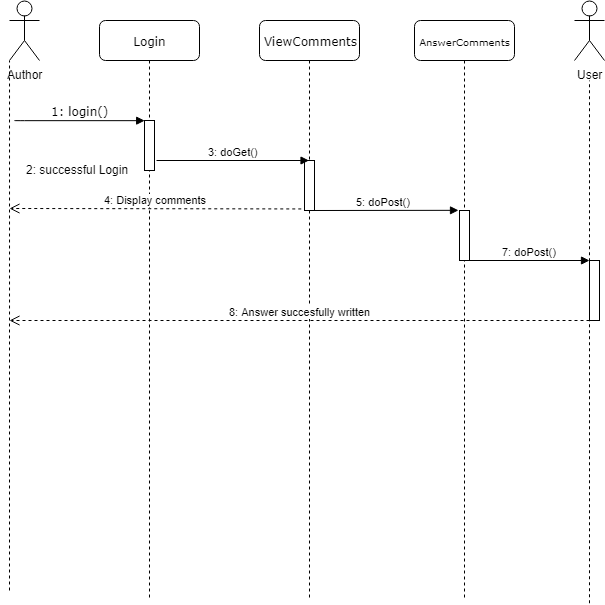 Login
ViewComments
AnswerComments
Author
User
1: login()
3: doGet()
2: successful Login
4: Display comments
5: doPost()
7: doPost()
8: Answer succesfully written